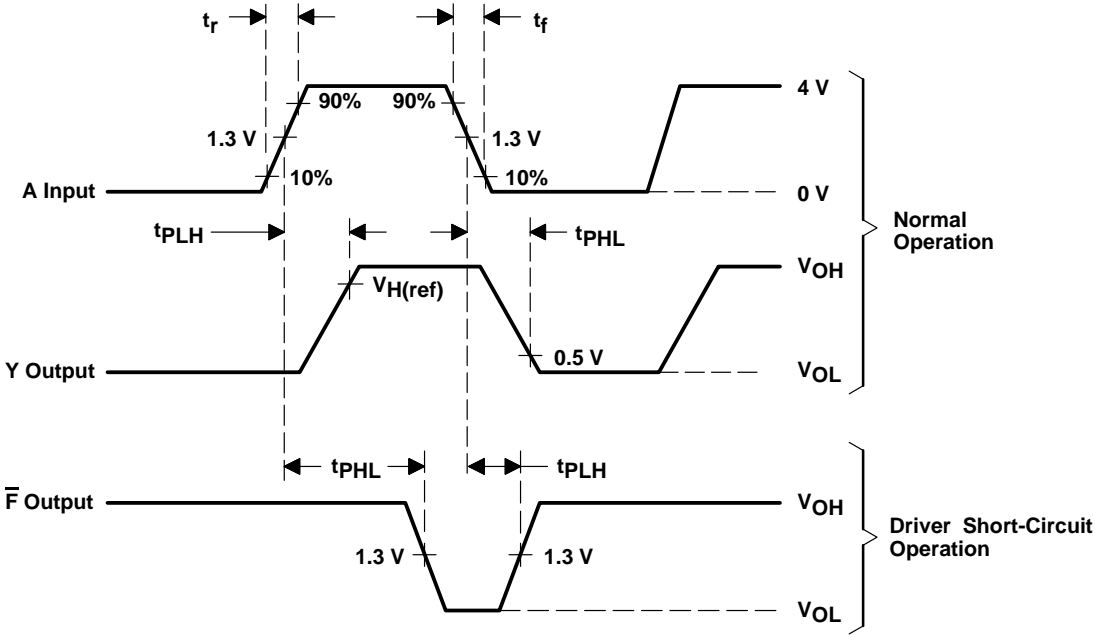 tr
tf
90%
90%
4 V
1.3 V
1.3 V
10%
10%
A Input
0 V
tPLH
tPHL
Normal
Operation
VOH
VH(ref)
0.5 V
Y Output
VOL
tPHL
tPLH
F̅ Output
VOH
Driver Short-Circuit
Operation
1.3 V
1.3 V
VOL